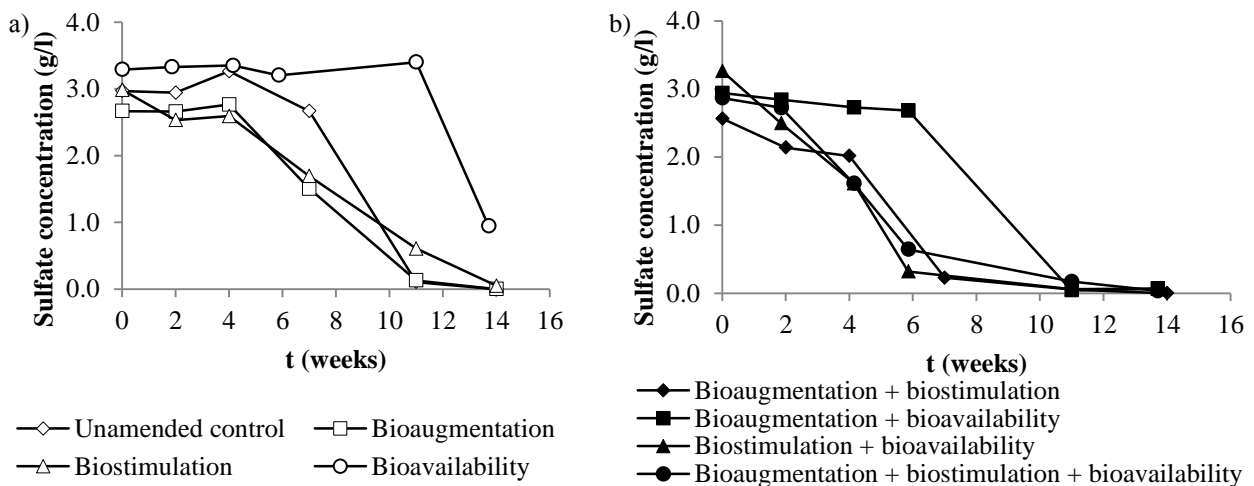 a)
Sulfate concentration (g/l)
4.0
3.0
2.0
1.0
0.0
0 2 4 6 8 10 12 14 16
t (weeks)
Unamended control
Bioaugmentation
Biostimulation
Bioavailability
b)
Sulfate concentration (g/l)
4.0
3.0
2.0
1.0
0.0
0 2 4 6 8 10 12 14 16
t (weeks)
Bioaugmentation + biostimulation
Bioaugmentation + bioavailability
Biostimulation + bioavailability
Bioaugmentation + biostimulation + bioavailability